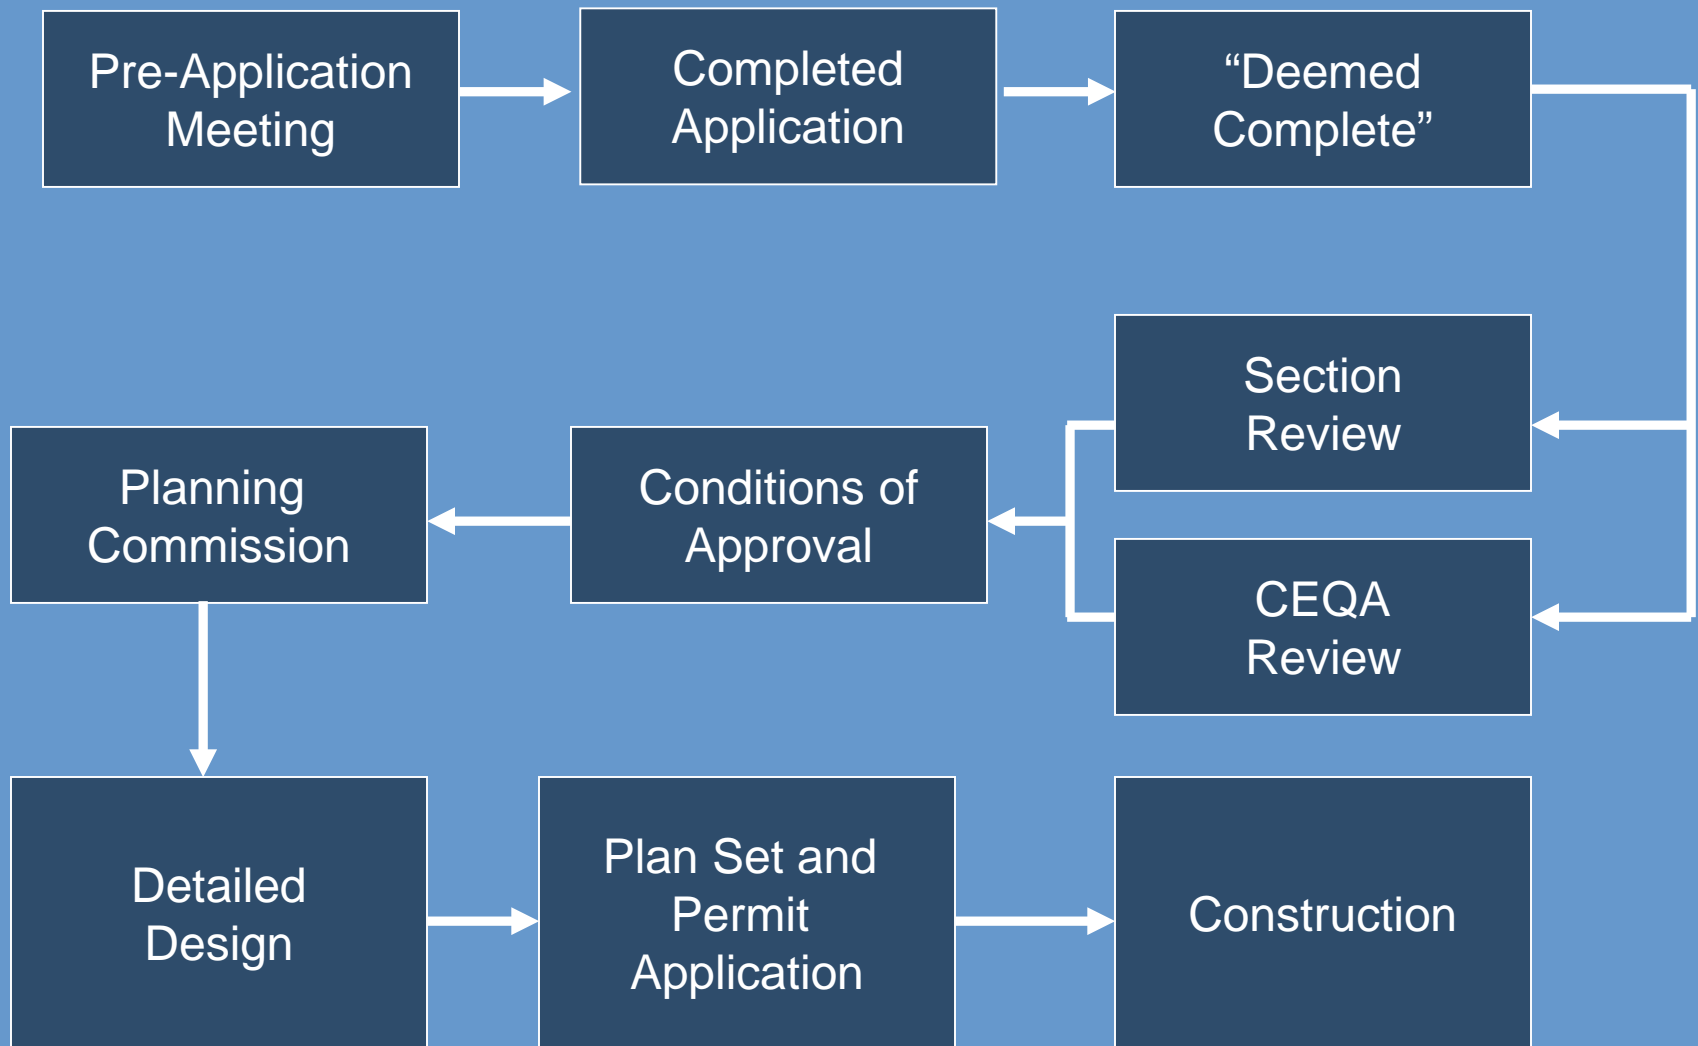 Pre-Application
Meeting
Completed
Application
“Deemed
Complete”
Section
Review
CEQA
Review
Conditions of
Approval
Planning
Commission
Detailed
Design
Plan Set and
Permit
Application
Construction